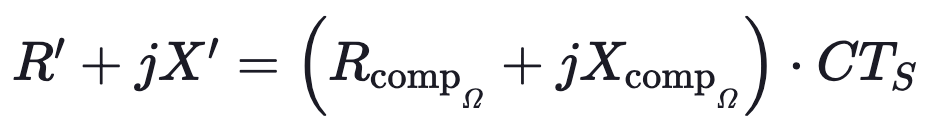 R′ + jX′ = (R_{comp_Ω} + jX_{comp_Ω}) · CT_S